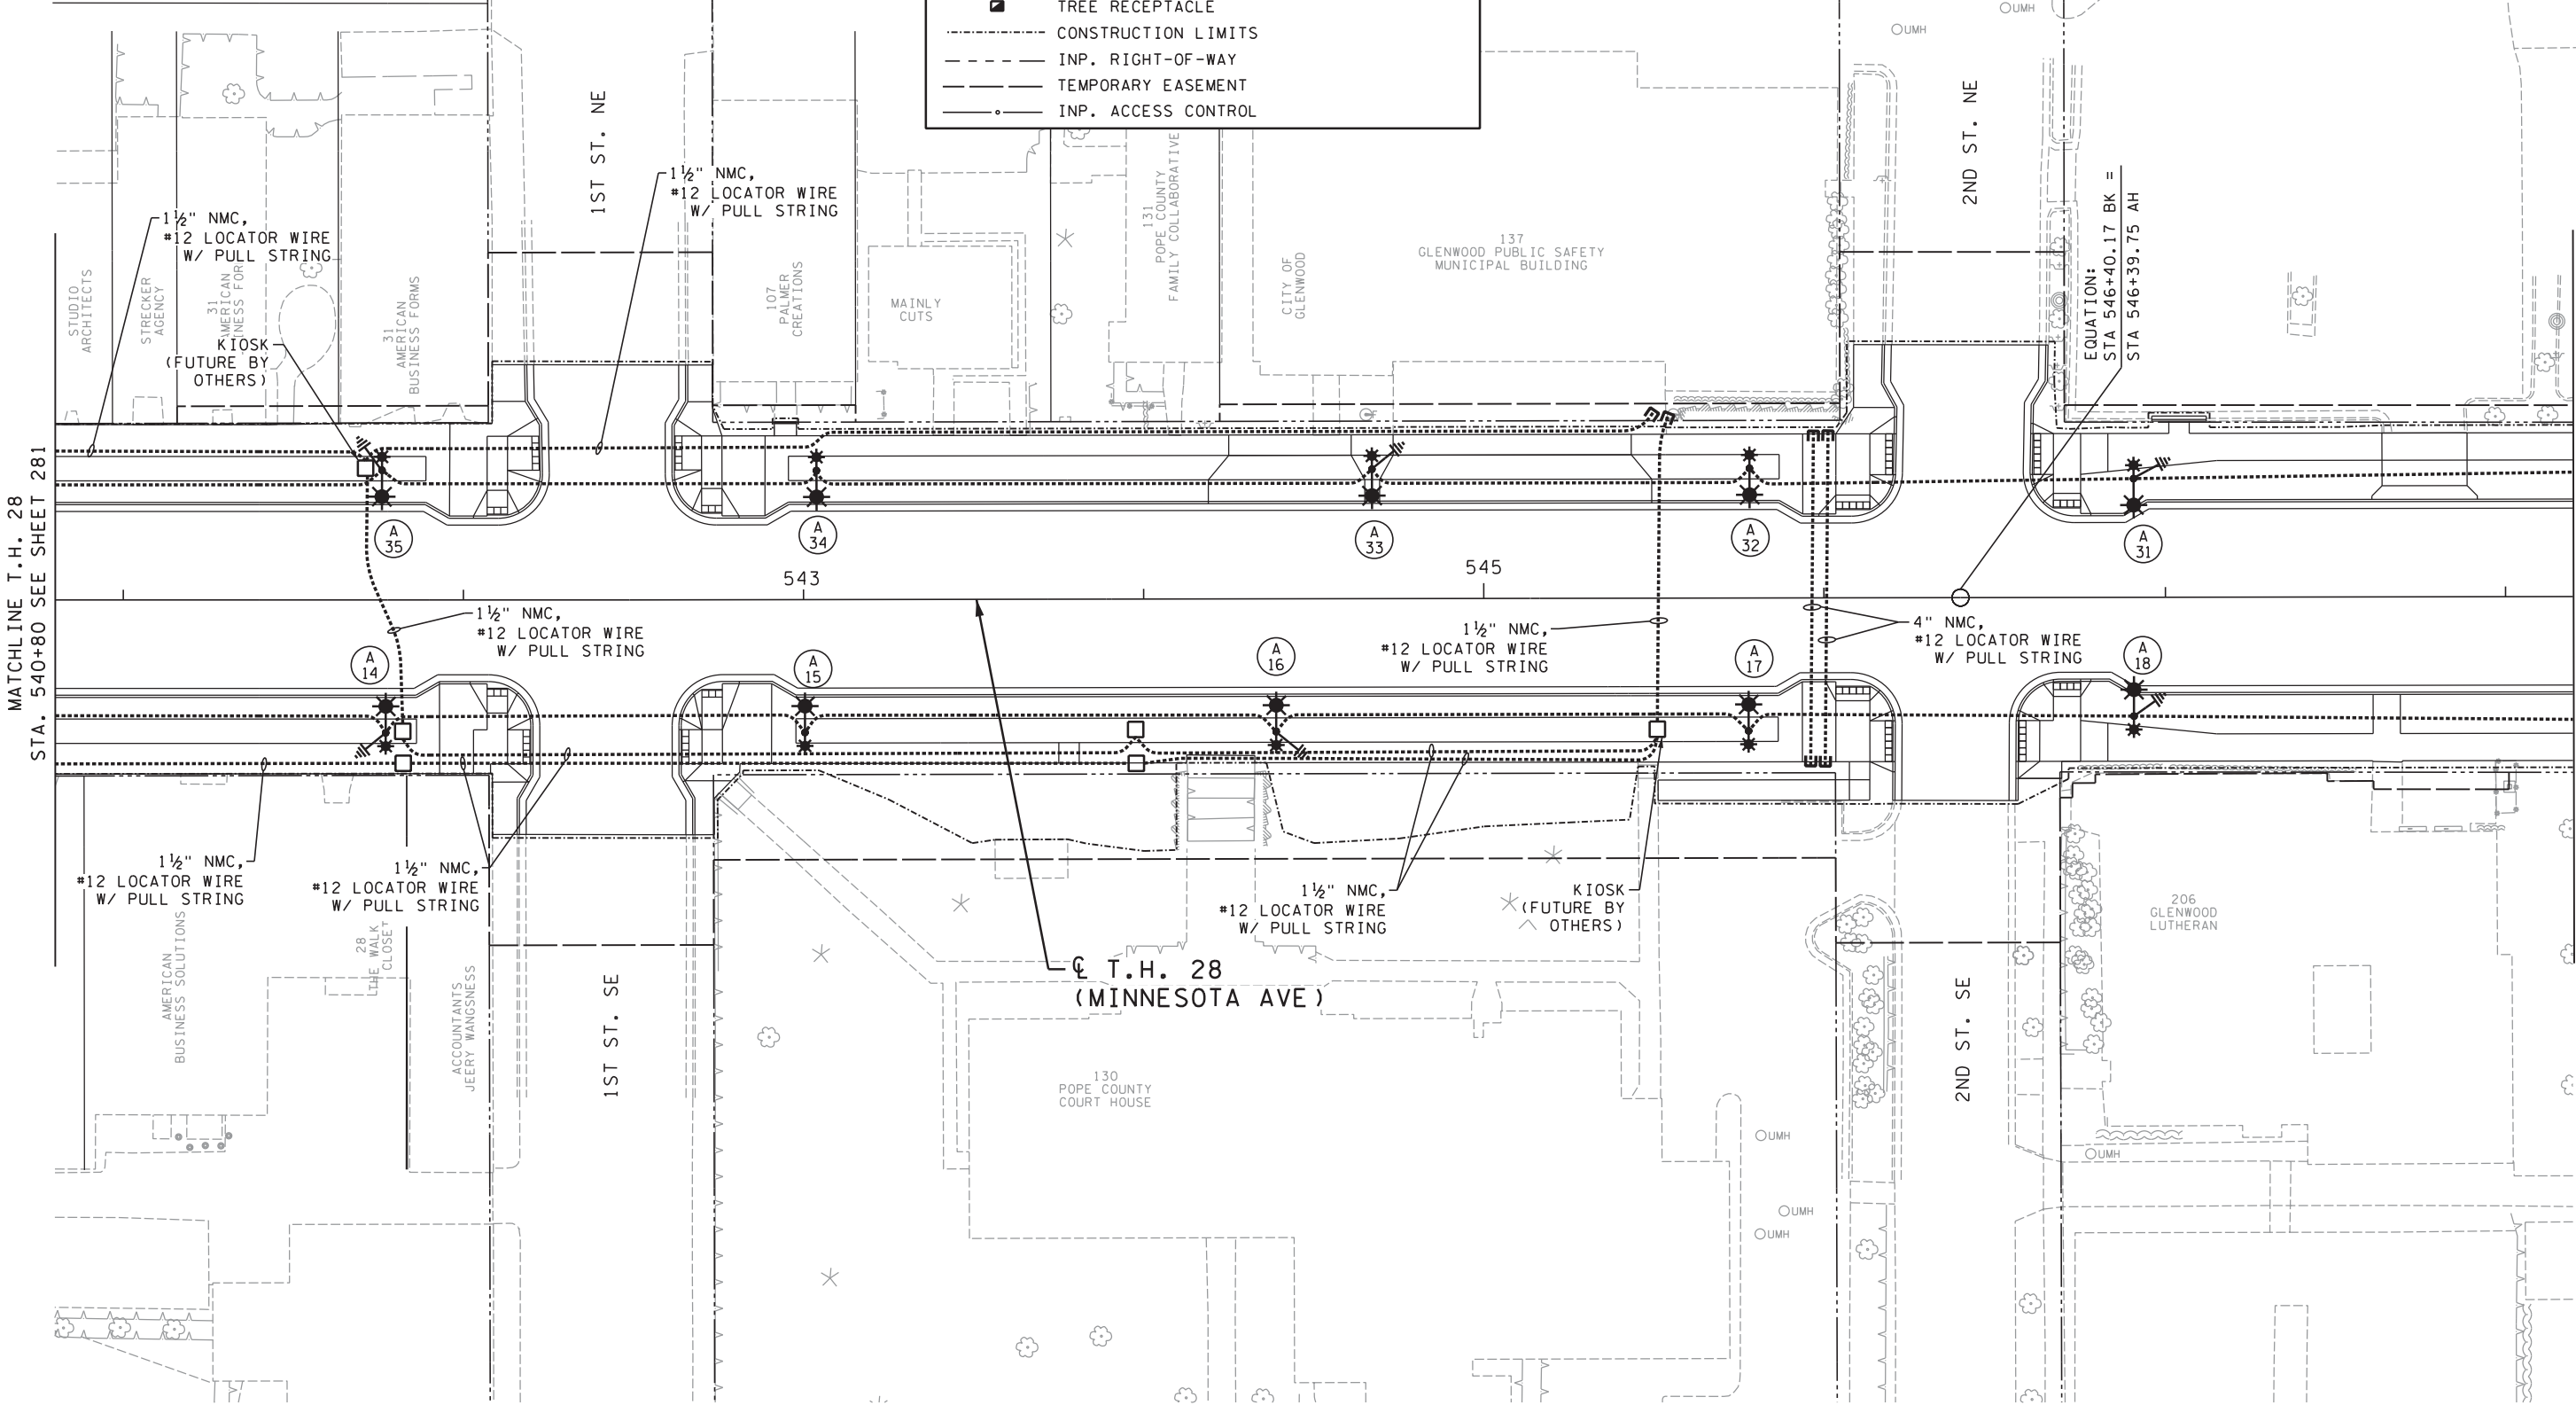 TREE RECEPTACLE
CONSTRUCTION LIMITS
INP. RIGHT-OF-WAY
TEMPORARY EASEMENT
INP. ACCESS CONTROL
UMH
UMH
1ST ST. NE
2ND ST. NE
1½" NMC,
#12 LOCATOR WIRE
W/ PULL STRING
1½" NMC,
#12 LOCATOR WIRE
W/ PULL STRING
STUDIO
ARCHITECTS
STRECKER
AGENCY
31
AMERICAN
INESS FOR
31
AMERICAN
BUSINESS FORMS
KIOSK
(FUTURE BY
OTHERS)
107
PALMER
CREATIONS
MAINLY
CUTS
131
POPE COUNTY
FAMILY COLLABORATIVE
CITY OF
GLENWOOD
137
GLENWOOD PUBLIC SAFETY
MUNICIPAL BUILDING
EQUATION:
STA 546+40.17 BK =
STA 546+39.75 AH
MATCHLINE T.H. 28
STA. 540+80 SEE SHEET 281
A
35
A
34
A
33
A
32
A
31
543
545
1½" NMC,
#12 LOCATOR WIRE
W/ PULL STRING
1½" NMC,
#12 LOCATOR WIRE
W/ PULL STRING
4" NMC,
#12 LOCATOR WIRE
W/ PULL STRING
A
14
A
15
A
16
A
17
A
18
1½" NMC,
#12 LOCATOR WIRE
W/ PULL STRING
1½" NMC,
#12 LOCATOR WIRE
W/ PULL STRING
1½" NMC,
#12 LOCATOR WIRE
W/ PULL STRING
KIOSK
(FUTURE BY
OTHERS)
AMERICAN
BUSINESS SOLUTIONS
28
THE WALK
CLOSET
ACCOUNTANTS
JEERY WANGSNESS
1ST ST. SE
℄ T.H. 28
(MINNESOTA AVE)
206
GLENWOOD
LUTHERAN
2ND ST. SE
130
POPE COUNTY
COURT HOUSE
UMH
UMH
UMH
UMH